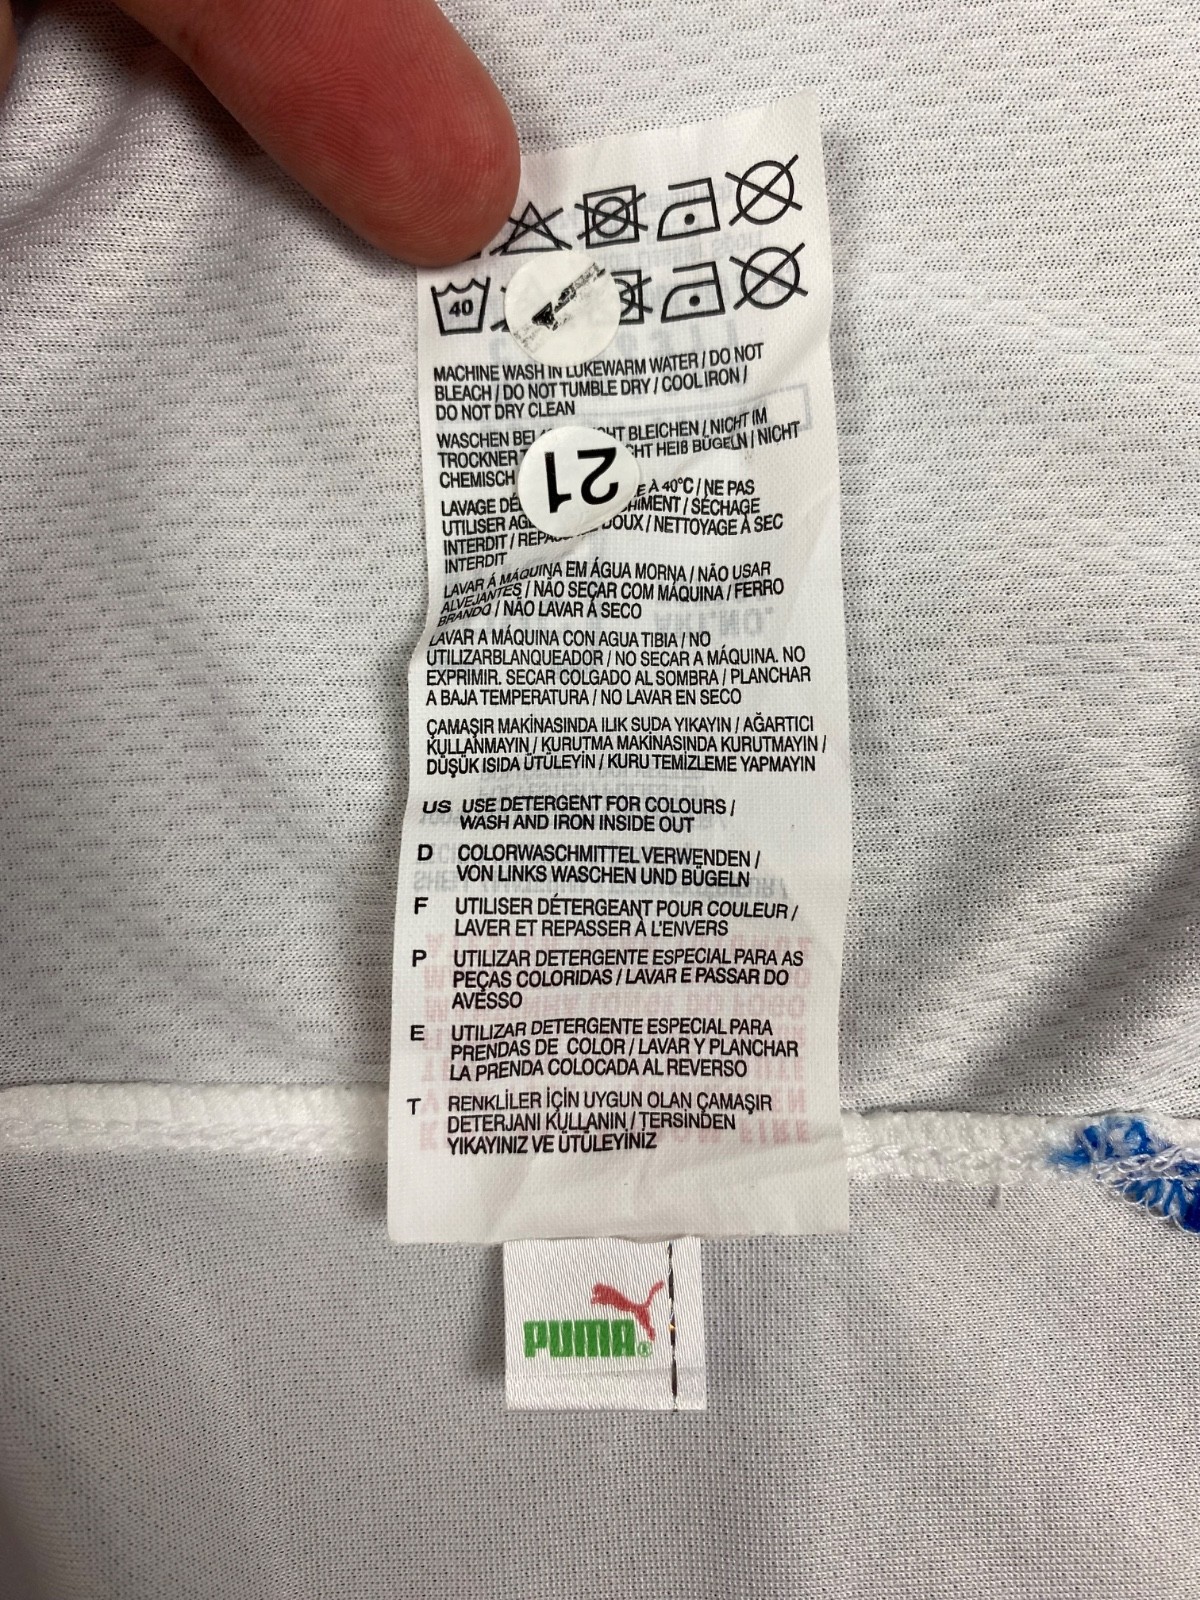 40
MACHINE WASH IN LUKEWARM WATER / DO NOT
BLEACH / DO NOT TUMBLE DRY / COOL IRON /
DO NOT DRY CLEAN
WASCHEN BEI BLEICHEN / NICHT IM
TROCKNER HEIß BÜGELN / NICHT
CHEMISCH
21
LAVAGE À 40°C / NE PAS
UTILISER / SÉCHAGE
INTERDIT / DOUX / NETTOYAGE À SEC
INTERDIT
LAVAR Á MÁQUINA EM ÁGUA MORNA / NÃO USAR
ALVEJANTES / NÃO SEÇAR COM MÁQUINA / FERRO
BRANDO / NÃO LAVAR Á SECO
LAVAR A MÁQUINA CON AGUA TIBIA / NO
UTILIZARBLANQUEADOR / NO SECAR A MÁQUINA. NO
EXPRIMIR. SECAR COLGADO AL SOMBRA / PLANCHAR
A BAJA TEMPERATURA / NO LAVAR EN SECO
ÇAMAŞIR MAKİNASINDA ILIK SUDA YIKAYIN / AĞARTICI
KULLANMAYIN / KURUTMA MAKİNASINDA KURUTMAYIN /
DÜŞÜK ISIDA ÜTÜLEYİN / KURU TEMİZLEME YAPMAYIN
US USE DETERGENT FOR COLOURS /
WASH AND IRON INSIDE OUT
D COLORWASCHMITTEL VERWENDEN /
VON LINKS WASCHEN UND BÜGELN
F UTILISER DÉTERGEANT POUR COULEUR /
LAVER ET REPASSER À L'ENVERS
P UTILIZAR DETERGENTE ESPECIAL PARA AS
PEÇAS COLORIDAS / LAVAR E PASSAR DO
AVESSO
E UTILIZAR DETERGENTE ESPECIAL PARA
PRENDAS DE COLOR / LAVAR Y PLANCHAR
LA PRENDA COLOCADA AL REVERSO
T RENKLİLER İÇİN UYGUN OLAN ÇAMAŞIR
DETERJANI KULLANIN / TERSİNDEN
YIKAYINIZ VE ÜTÜLEYİNİZ
PUMA®